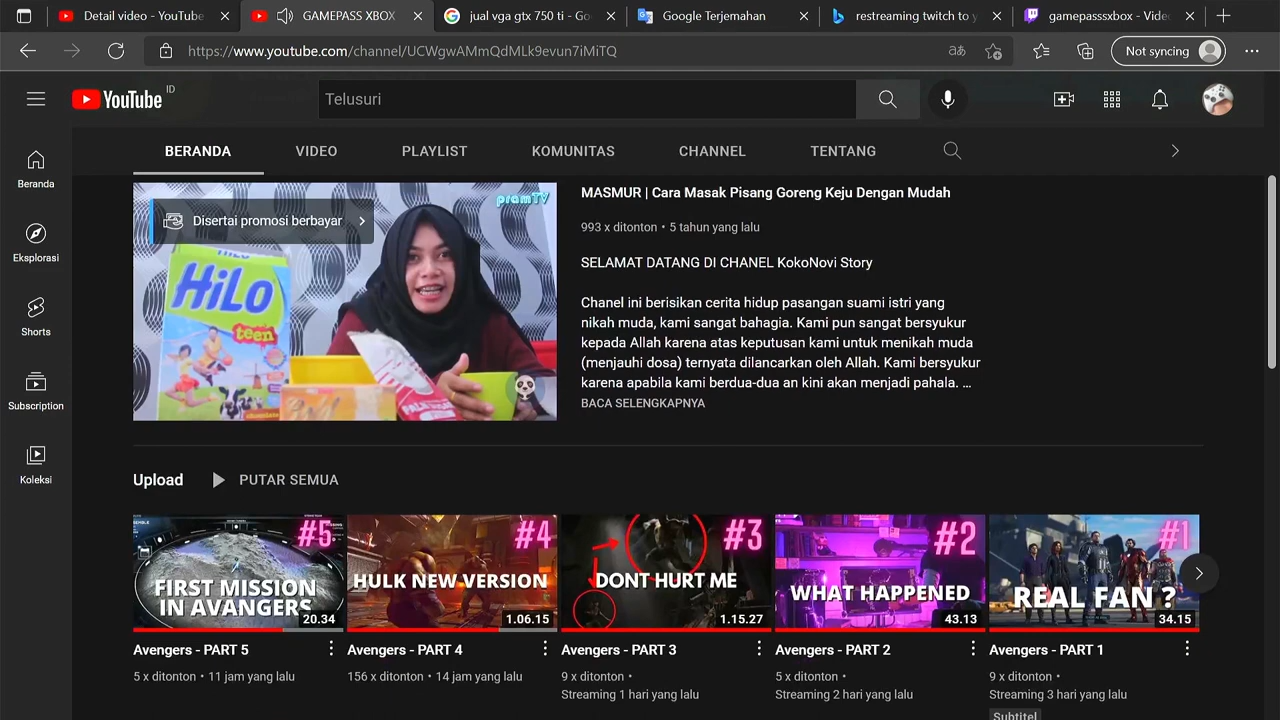 Detail video - YouTube
GAMEPASS XBOX
jual vga gtx 750 ti - Go
Google Terjemahan
restreaming twitch to y
gamepasssxbox - Vide
https://www.youtube.com/channel/UCWgwAMmQdMLk9evun7iMiTQ
Not syncing
YouTube ID
Telusuri
BERANDA
VIDEO
PLAYLIST
KOMUNITAS
CHANNEL
TENTANG
Beranda
Eksplorasi
Shorts
Subscription
Koleksi
pramTV
Disertai promosi berbayar
HiLo
HiLo
teen
MASMUR | Cara Masak Pisang Goreng Keju Dengan Mudah
993 x ditonton • 5 tahun yang lalu
SELAMAT DATANG DI CHANEL KokoNovi Story
Chanel ini berisikan cerita hidup pasangan suami istri yang
nikah muda, kami sangat bahagia. Kami pun sangat bersyukur
kepada Allah karena atas keputusan kami untuk menikah muda
(menjauhi dosa) ternyata dilancarkan oleh Allah. Kami bersyukur
karena apabila kami berdua-dua an kini akan menjadi pahala. ...
BACA SELENGKAPNYA
Upload
PUTAR SEMUA
#5
FIRST MISSION
IN AVANGERS
20.34
#4
HULK NEW VERSION
1.06.15
#3
DONT HURT ME
1.15.27
#2
WHAT HAPPENED
43.13
#1
REAL FAN ?
34.15
Avengers - PART 5
5 x ditonton • 11 jam yang lalu
Avengers - PART 4
156 x ditonton • 14 jam yang lalu
Avengers - PART 3
9 x ditonton •
Streaming 1 hari yang lalu
Avengers - PART 2
5 x ditonton •
Streaming 2 hari yang lalu
Avengers - PART 1
9 x ditonton •
Streaming 3 hari yang lalu
Subtitel